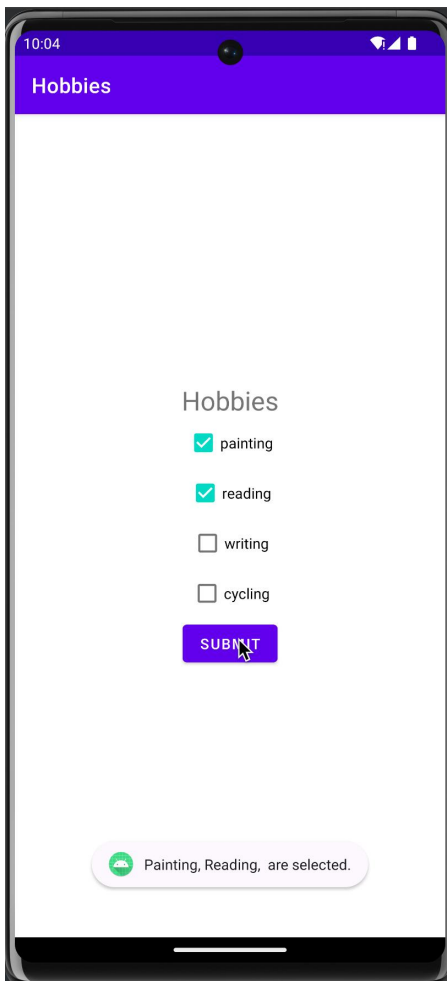 10:04
Hobbies
Hobbies
painting
reading
writing
cycling
SUBMIT
Painting, Reading,  are selected.